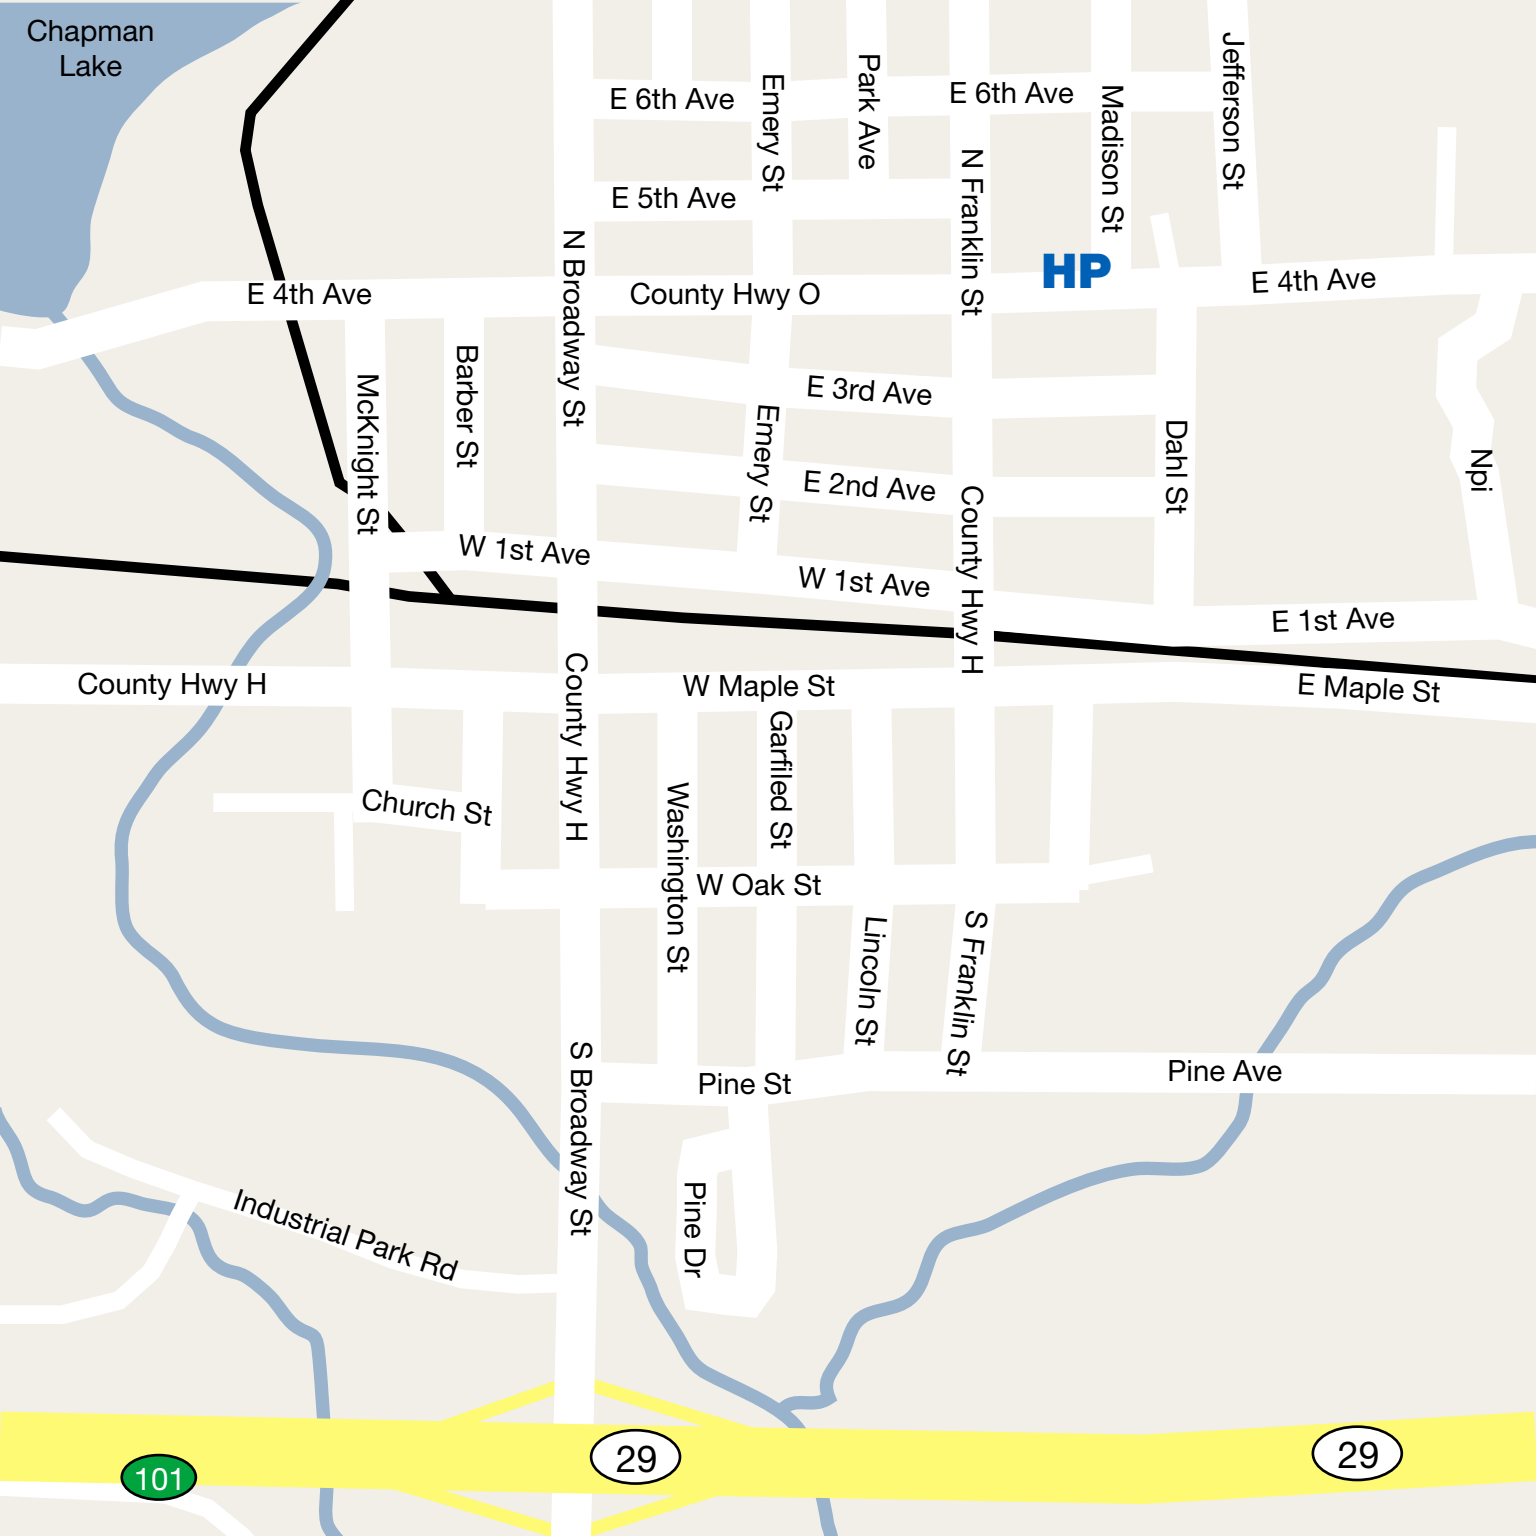 Chapman
Lake
E 6th Ave
Emery St
Park Ave
E 6th Ave
Madison St
Jefferson St
E 5th Ave
N Franklin St
N Broadway St
HP
E 4th Ave
County Hwy O
E 4th Ave
McKnight St
Barber St
E 3rd Ave
Emery St
Dahl St
Npi
E 2nd Ave
County Hwy H
W 1st Ave
W 1st Ave
E 1st Ave
County Hwy H
County Hwy H
W Maple St
E Maple St
Garfiled St
Church St
Washington St
W Oak St
Lincoln St
S Franklin St
S Broadway St
Pine St
Pine Ave
Pine Dr
Industrial Park Rd
101
29
29